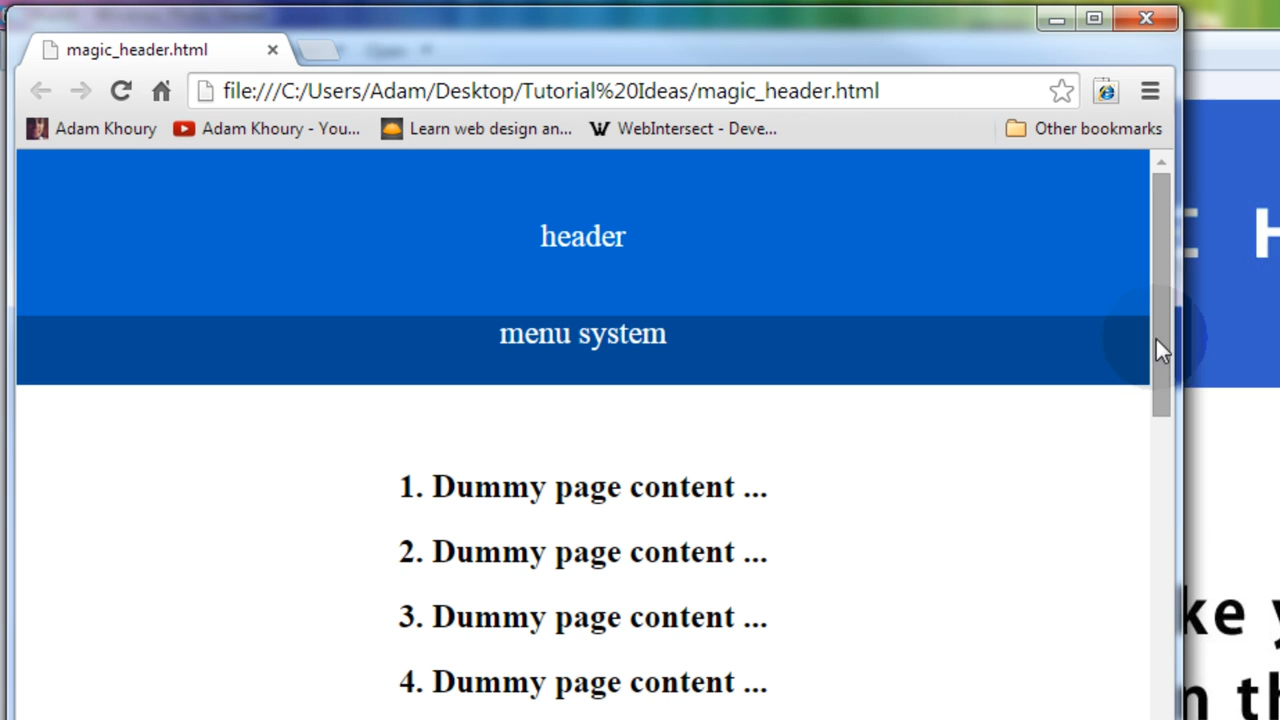 magic_header.html
file:///C:/Users/Adam/Desktop/Tutorial%20Ideas/magic_header.html
Adam Khoury Adam Khoury - You... Learn web design an... WebIntersect - Deve... Other bookmarks
header
menu system
1. Dummy page content ...
2. Dummy page content ...
3. Dummy page content ...
4. Dummy page content ...
H
ke